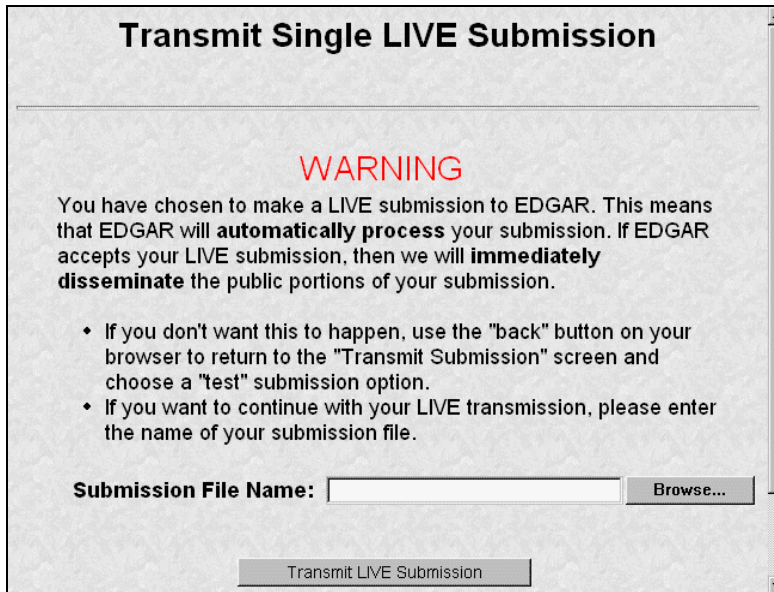 Transmit Single LIVE Submission
WARNING
You have chosen to make a LIVE submission to EDGAR. This means
that EDGAR will automatically process your submission. If EDGAR
accepts your LIVE submission, then we will immediately
disseminate the public portions of your submission.
• If you don't want this to happen, use the "back" button on your
browser to return to the "Transmit Submission" screen and
choose a "test" submission option.
• If you want to continue with your LIVE transmission, please enter
the name of your submission file.
Submission File Name: Browse...
Transmit LIVE Submission